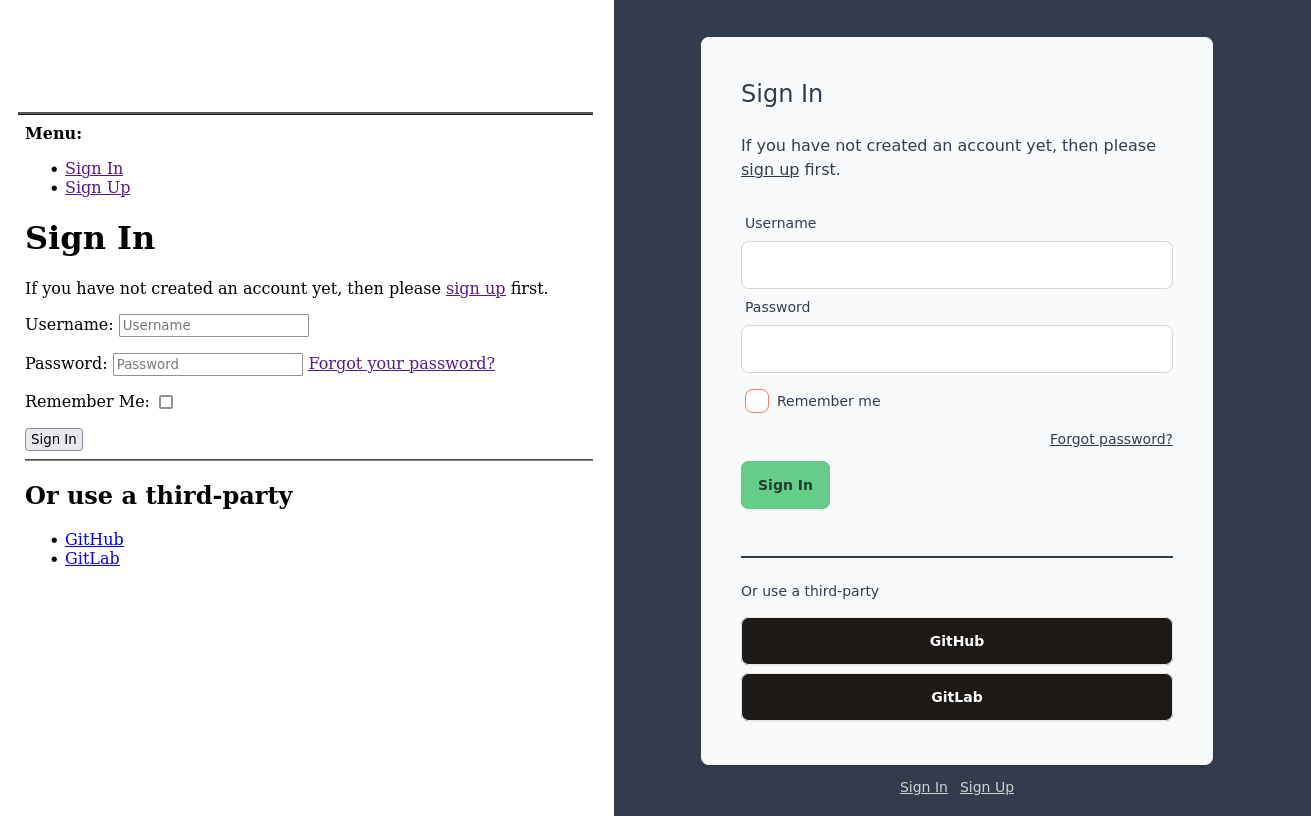 Menu:
Sign In
Sign Up
Sign In
If you have not created an account yet, then please sign up first.
Username: Username
Password: Password Forgot your password?
Remember Me:
Sign In
Or use a third-party
GitHub
GitLab
Sign In
If you have not created an account yet, then please
sign up first.
Username
Password
Remember me
Forgot password?
Sign In
Or use a third-party
GitHub
GitLab
Sign In Sign Up